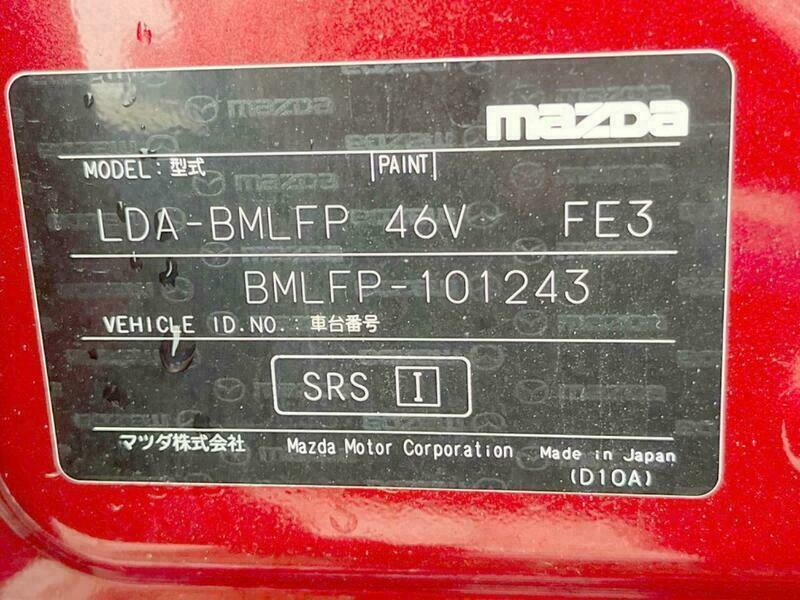 mazda
MODEL: 型式 PAINT
LDA-BMLFP 46V FE3
BMLFP-101243
VEHICLE ID.NO.: 車台番号
SRS I
マツダ株式会社 Mazda Motor Corporation Made in Japan
(D10A)